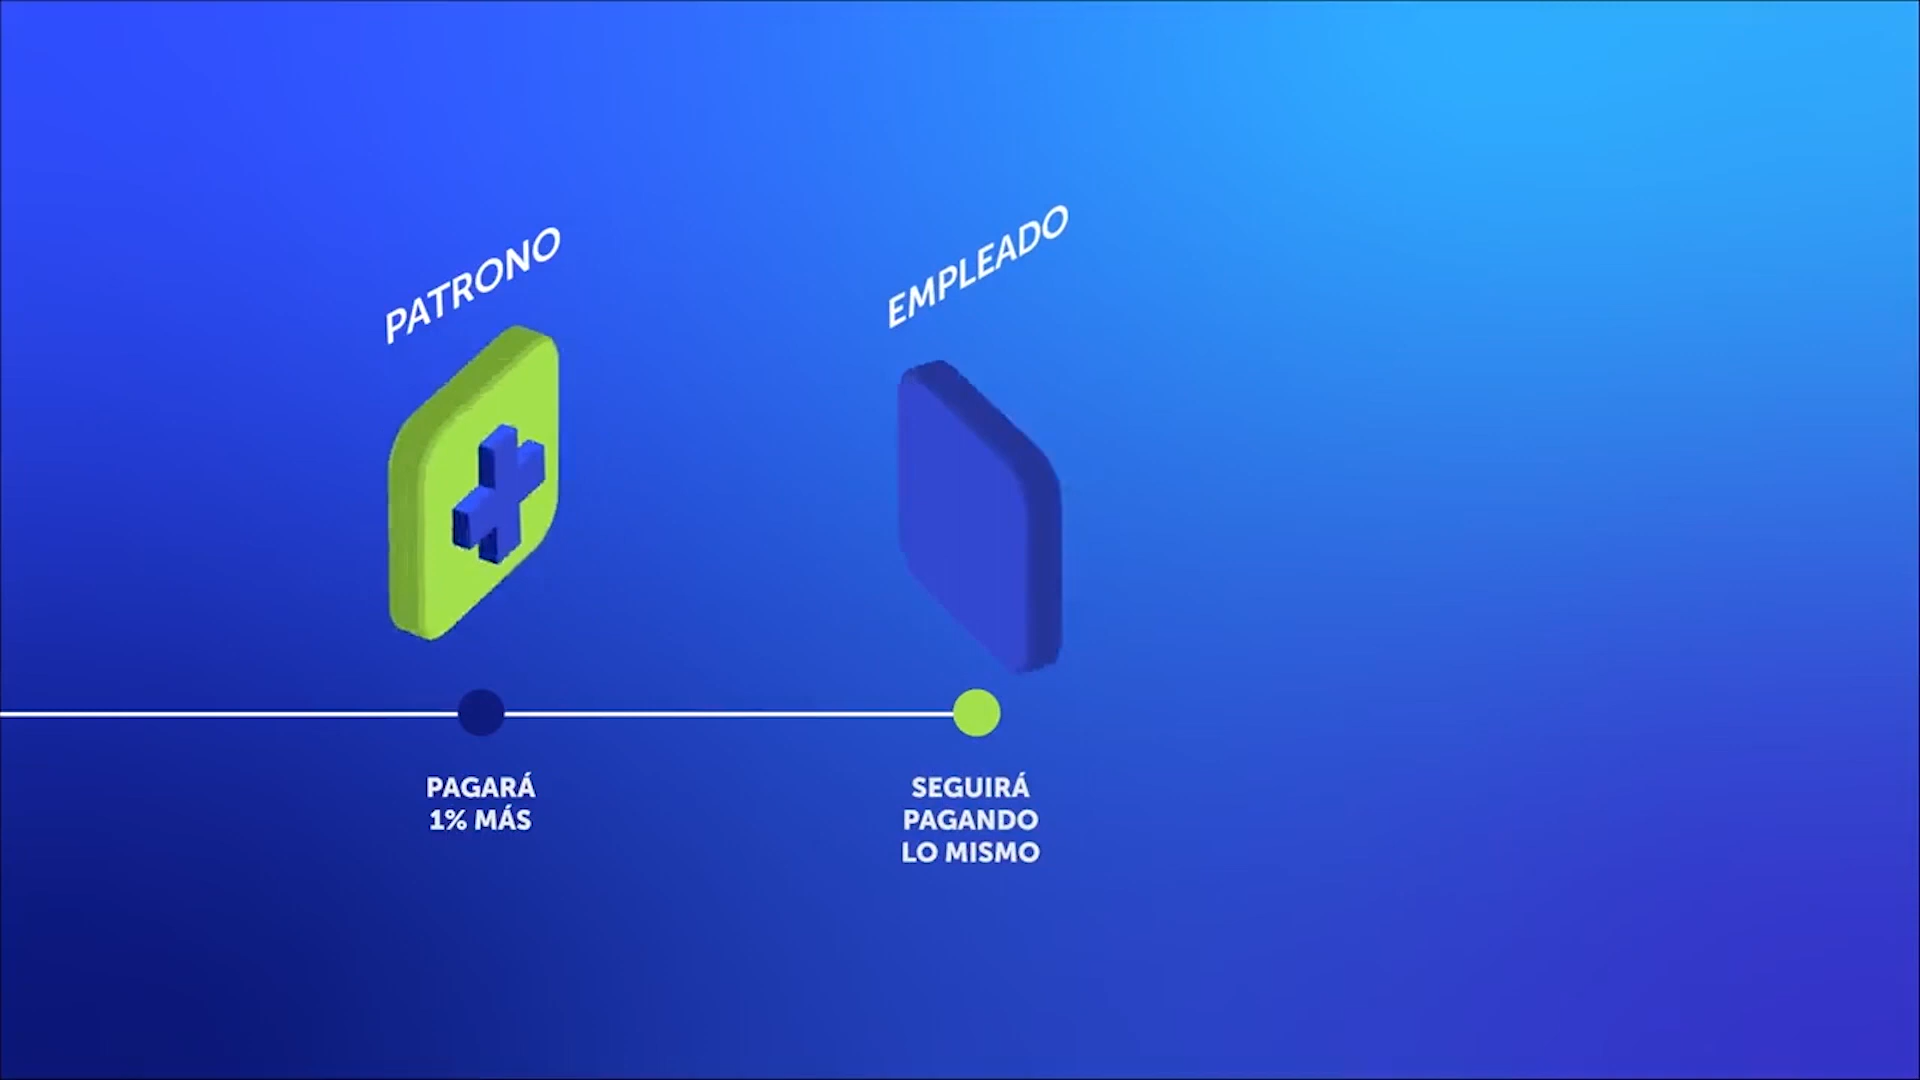 PATRONO
EMPLEADO
PAGARÁ
1% MÁS
SEGUIRÁ
PAGANDO
LO MISMO